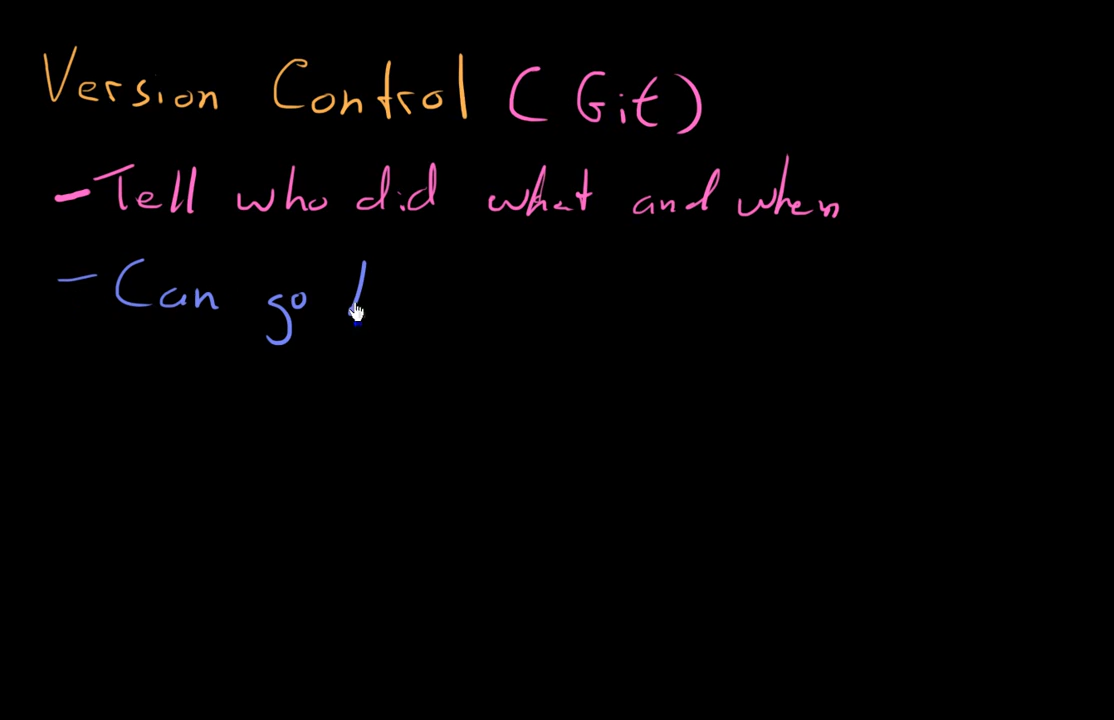 Version Control (Git)
- Tell who did what and when
- Can go